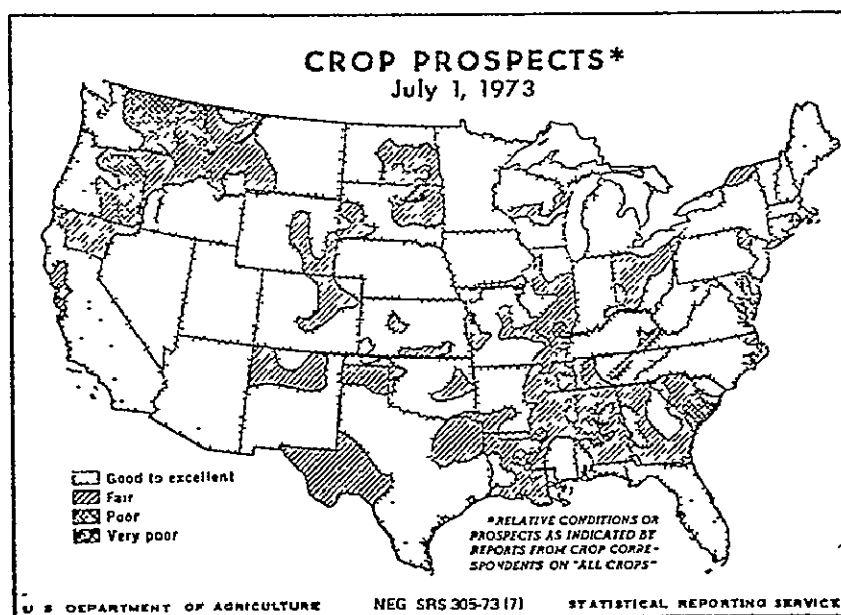 CROP PROSPECTS*
July 1, 1973
Good to excellent
Fair
Poor
Very poor
*RELATIVE CONDITIONS OR
PROSPECTS AS INDICATED BY
REPORTS FROM CROP CORRE-
SPONDENTS ON "ALL CROPS"
U S DEPARTMENT OF AGRICULTURE NEG SRS 305-73 (7) STATISTICAL REPORTING SERVICE